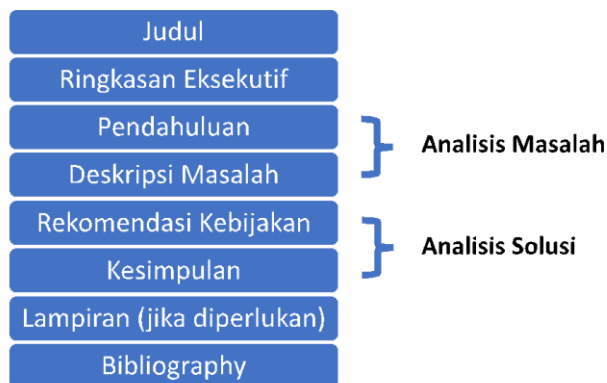 Judul
Ringkasan Eksekutif
Pendahuluan
Deskripsi Masalah
Analisis Masalah
Rekomendasi Kebijakan
Kesimpulan
Analisis Solusi
Lampiran (jika diperlukan)
Bibliography